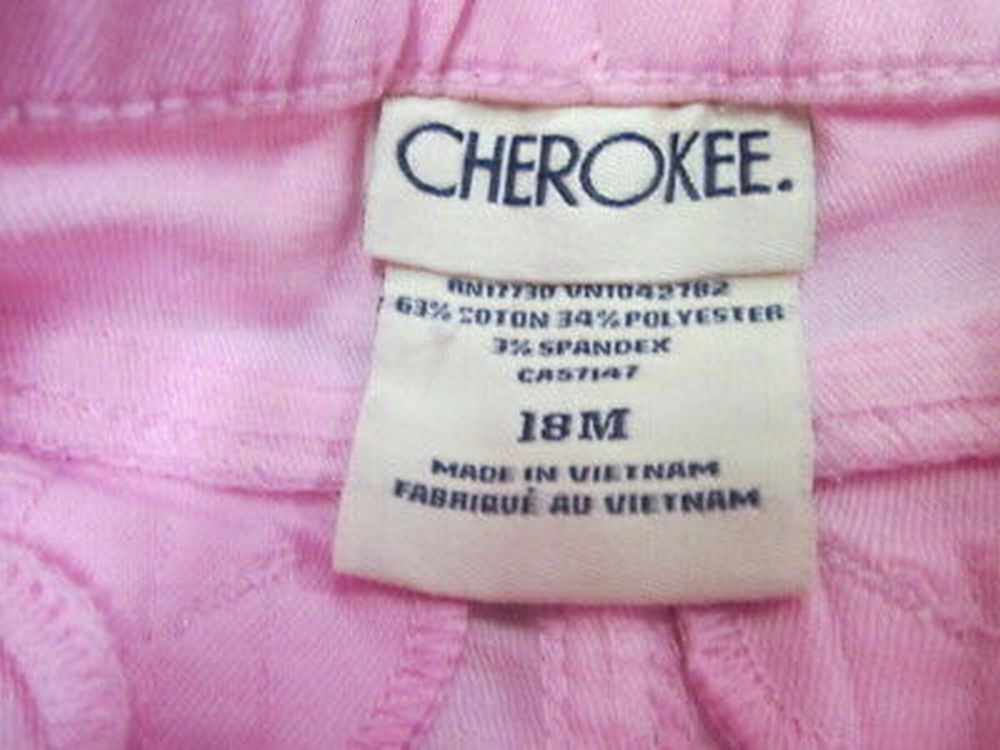 CHEROKEE.
RN17730 VN1042782
63% COTON 34% POLYESTER
3% SPANDEX
CA57147
18M
MADE IN VIETNAM
FABRIQUÉ AU VIETNAM